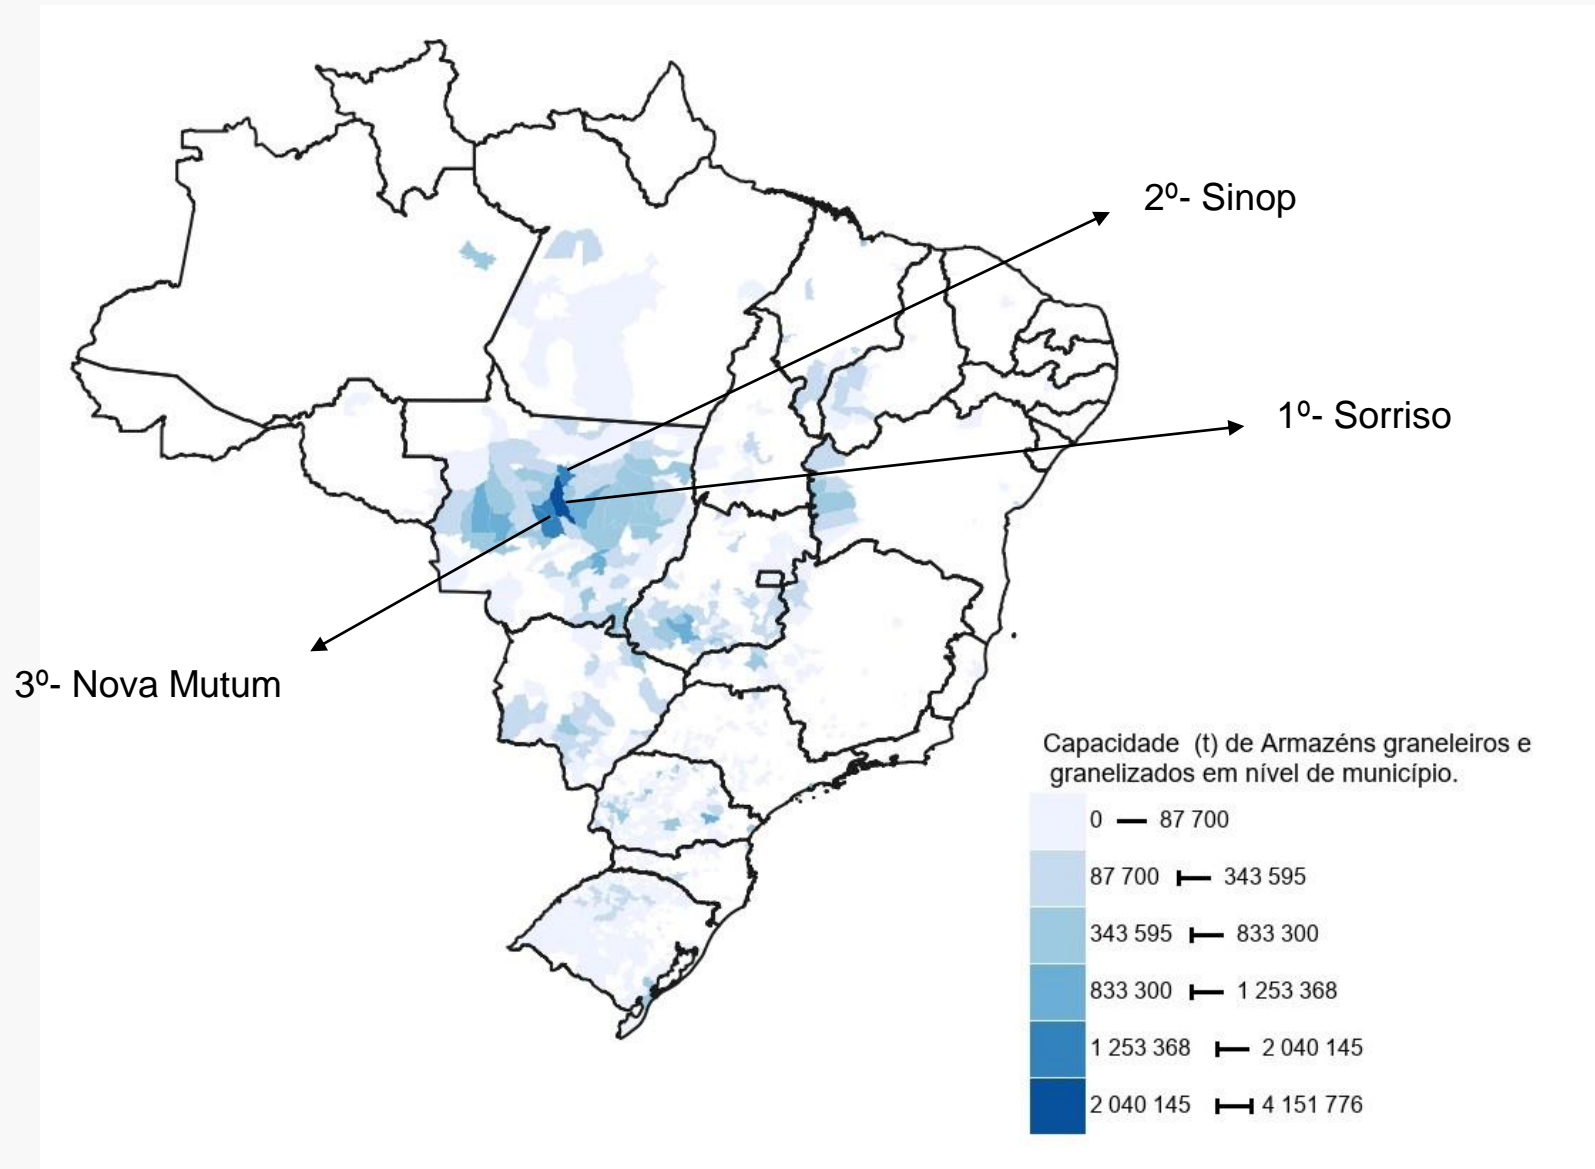 2º- Sinop
1º- Sorriso
3º- Nova Mutum
Capacidade (t) de Armazéns graneleiros e
granelizados em nível de município.
0 87 700
87 700 343 595
343 595 833 300
833 300 1 253 368
1 253 368 2 040 145
2 040 145 4 151 776